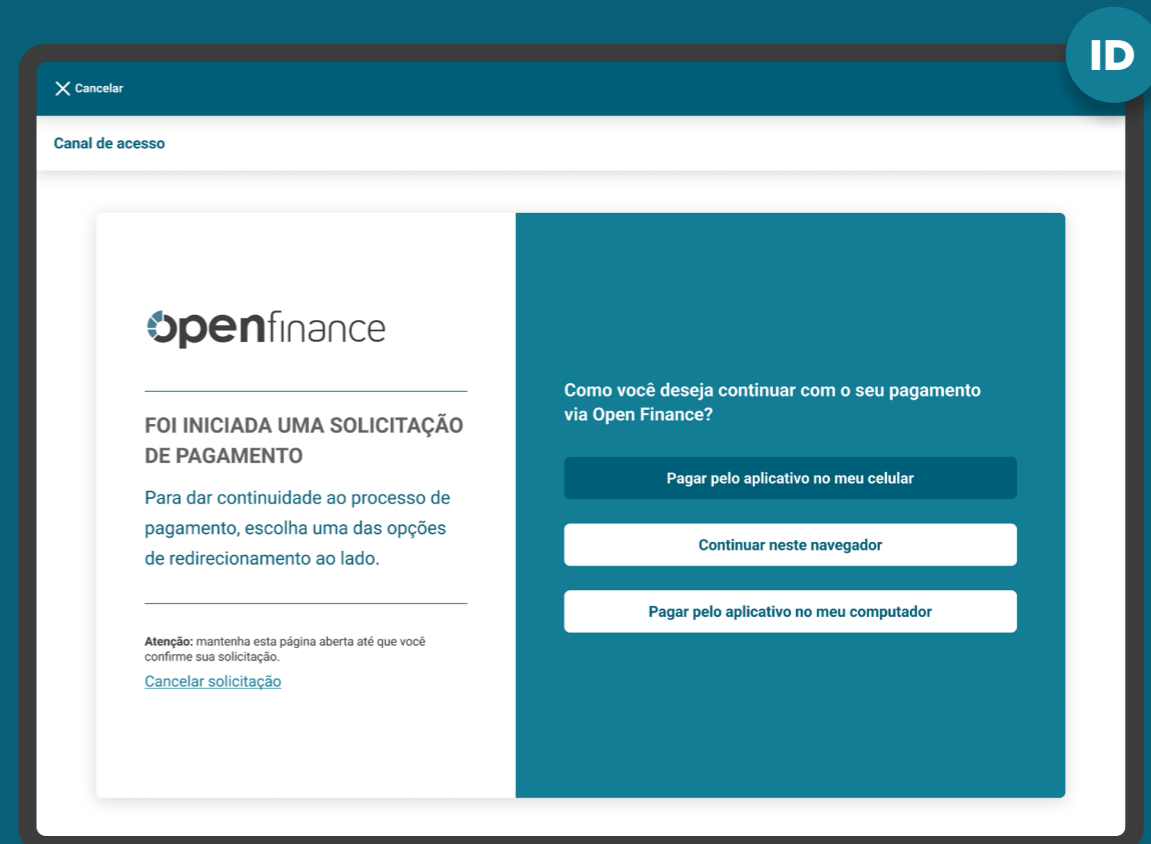 ID
Cancelar
Canal de acesso
openfinance
FOI INICIADA UMA SOLICITAÇÃO
DE PAGAMENTO
Para dar continuidade ao processo de
pagamento, escolha uma das opções
de redirecionamento ao lado.
Atenção: mantenha esta página aberta até que você
confirme sua solicitação.
Cancelar solicitação
Como você deseja continuar com o seu pagamento
via Open Finance?
Pagar pelo aplicativo no meu celular
Continuar neste navegador
Pagar pelo aplicativo no meu computador